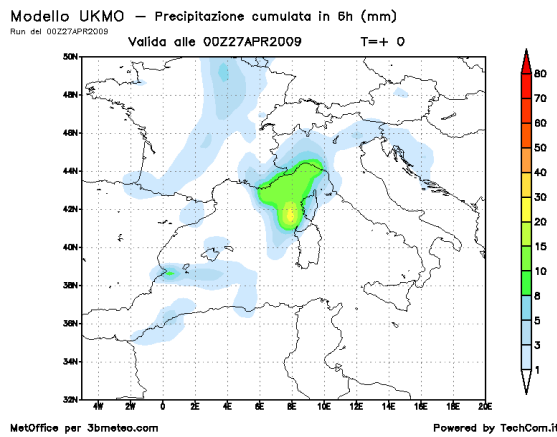 Modello UKMO — Precipitazione cumulata in 6h (mm)
Run del 00Z27APR2009
Valida alle 00Z27APR2009 T=+ 0
50N
48N
46N
44N
42N
40N
38N
36N
34N
32N
4W 2W 0 2E 4E 6E 8E 10E 12E 14E 16E 18E 20E
80
70
60
50
40
30
20
15
10
8
5
3
1
MetOffice per 3bmeteo.com Powered by TechCom.it